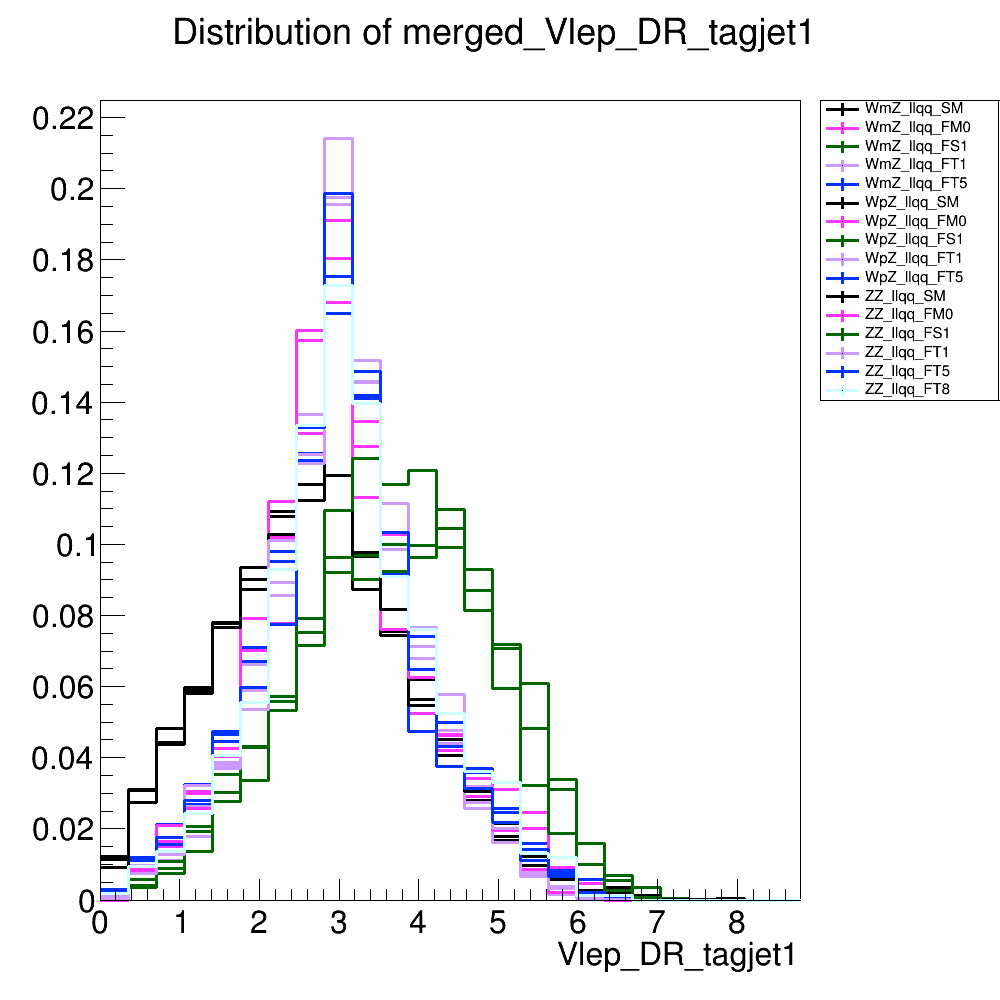 Distribution of merged_Vlep_DR_tagjet1
WmZ_llqq_SM
WmZ_llqq_FM0
WmZ_llqq_FS1
WmZ_llqq_FT1
WmZ_llqq_FT5
WpZ_llqq_SM
WpZ_llqq_FM0
WpZ_llqq_FS1
WpZ_llqq_FT1
WpZ_llqq_FT5
ZZ_llqq_SM
ZZ_llqq_FM0
ZZ_llqq_FS1
ZZ_llqq_FT1
ZZ_llqq_FT5
ZZ_llqq_FT8
0.22
0.2
0.18
0.16
0.14
0.12
0.1
0.08
0.06
0.04
0.02
0
0 1 2 3 4 5 6 7 8
Vlep_DR_tagjet1